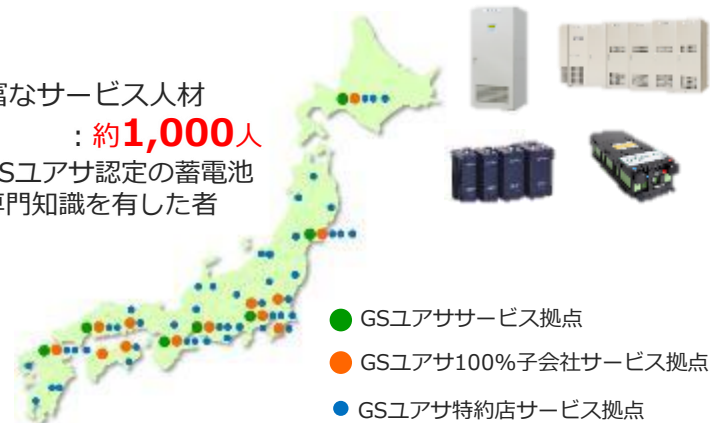 富なサービス人材
：約1,000人
GSユアサ認定の蓄電池
専門知識を有した者
GSユアササービス拠点
GSユアサ100%子会社サービス拠点
GSユアサ特約店サービス拠点